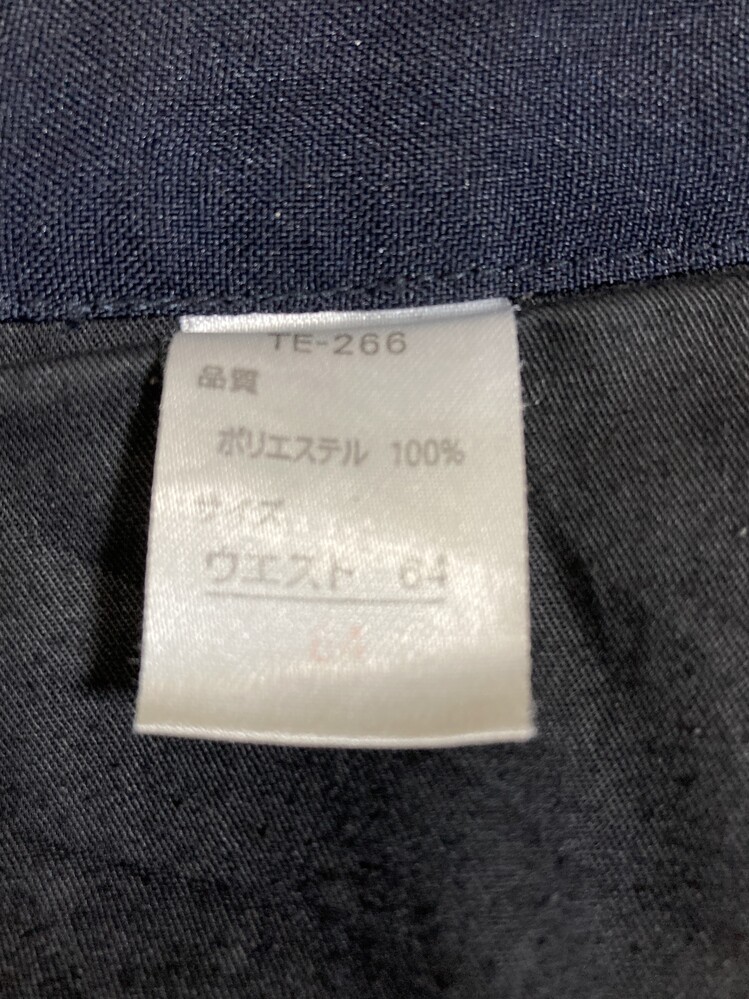 TE-266
品質
ポリエステル 100%
サイズ
ウエスト 64